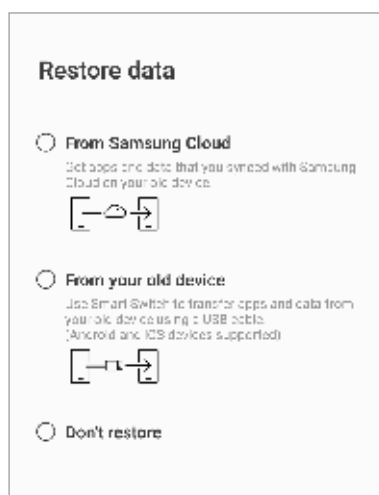 Restore data
From Samsung Cloud
Get apps and data that you synced with Samsung
Cloud on your old device.
From your old device
Use Smart Switch to transfer apps and data from
your old device using a USB cable.
(Android and iOS devices supported)
Don't restore